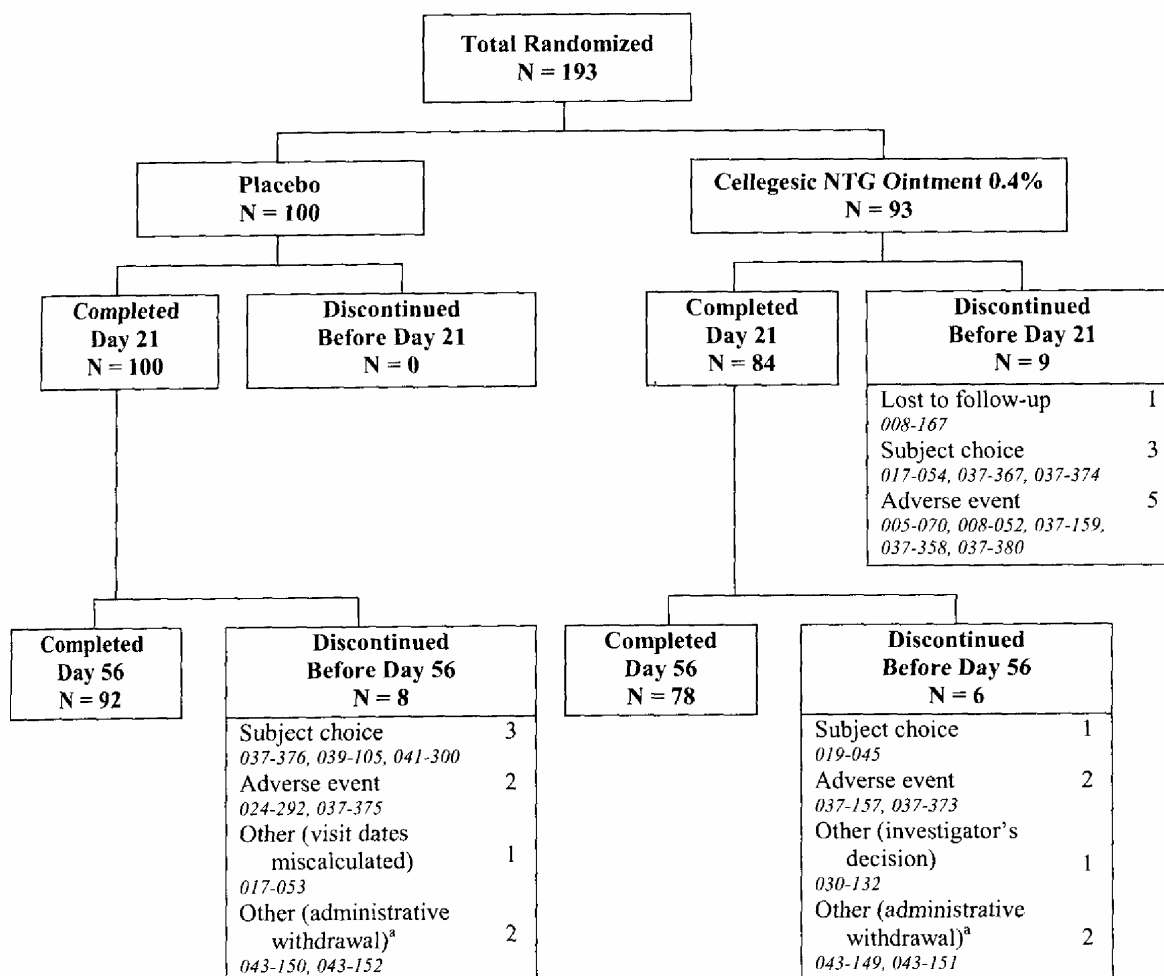 Total Randomized
N = 193
Placebo
N = 100
Cellegesic NTG Ointment 0.4%
N = 93
Completed
Day 21
N = 100
Discontinued
Before Day 21
N = 0
Completed
Day 21
N = 84
Discontinued
Before Day 21
N = 9
Lost to follow-up 1
008-167
Subject choice 3
017-054, 037-367, 037-374
Adverse event 5
005-070, 008-052, 037-159,
037-358, 037-380
Completed
Day 56
N = 92
Discontinued
Before Day 56
N = 8
Subject choice 3
037-376, 039-105, 041-300
Adverse event 2
024-292, 037-375
Other (visit dates
miscalculated) 1
017-053
Other (administrative
withdrawal)a 2
043-150, 043-152
Completed
Day 56
N = 78
Discontinued
Before Day 56
N = 6
Subject choice 1
019-045
Adverse event 2
037-157, 037-373
Other (investigator's
decision) 1
030-132
Other (administrative
withdrawal)a 2
043-149, 043-151